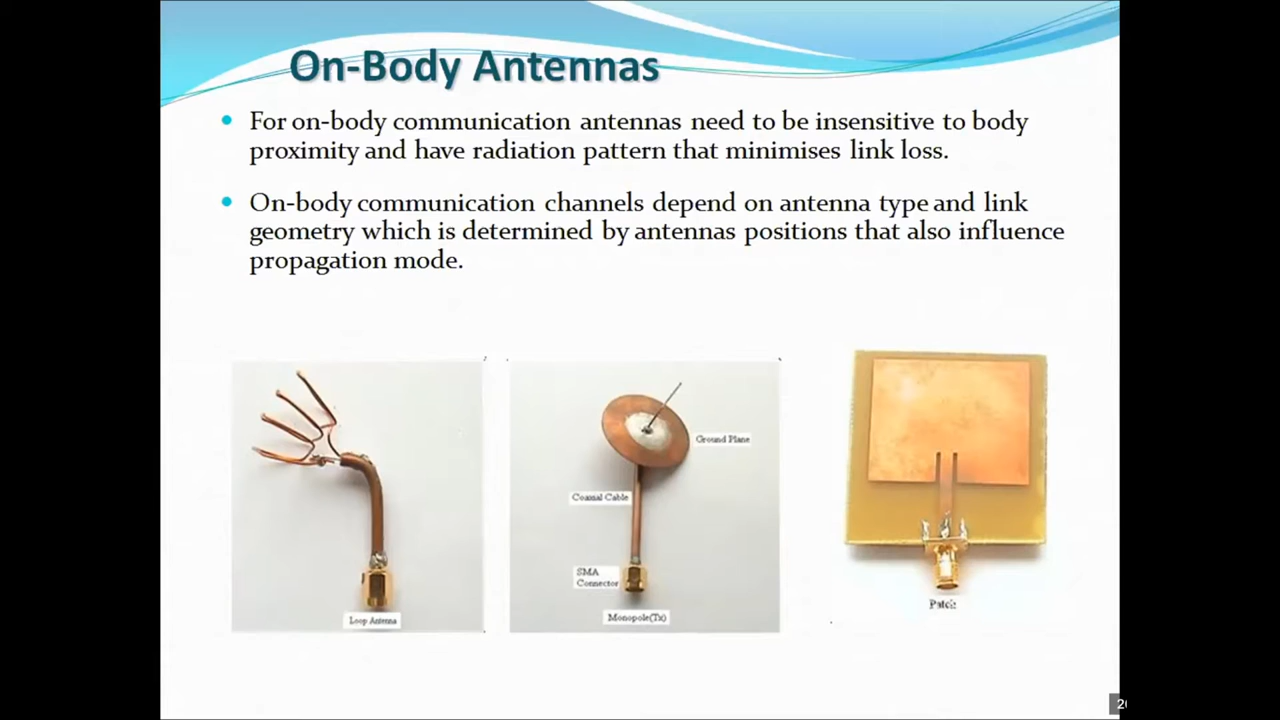 On-Body Antennas
For on-body communication antennas need to be insensitive to body
proximity and have radiation pattern that minimises link loss.
On-body communication channels depend on antenna type and link
geometry which is determined by antennas positions that also influence
propagation mode.
Ground Plane
Coaxial Cable
SMA
Connector
Loop Antenna
Monopole(Tx)
Patch